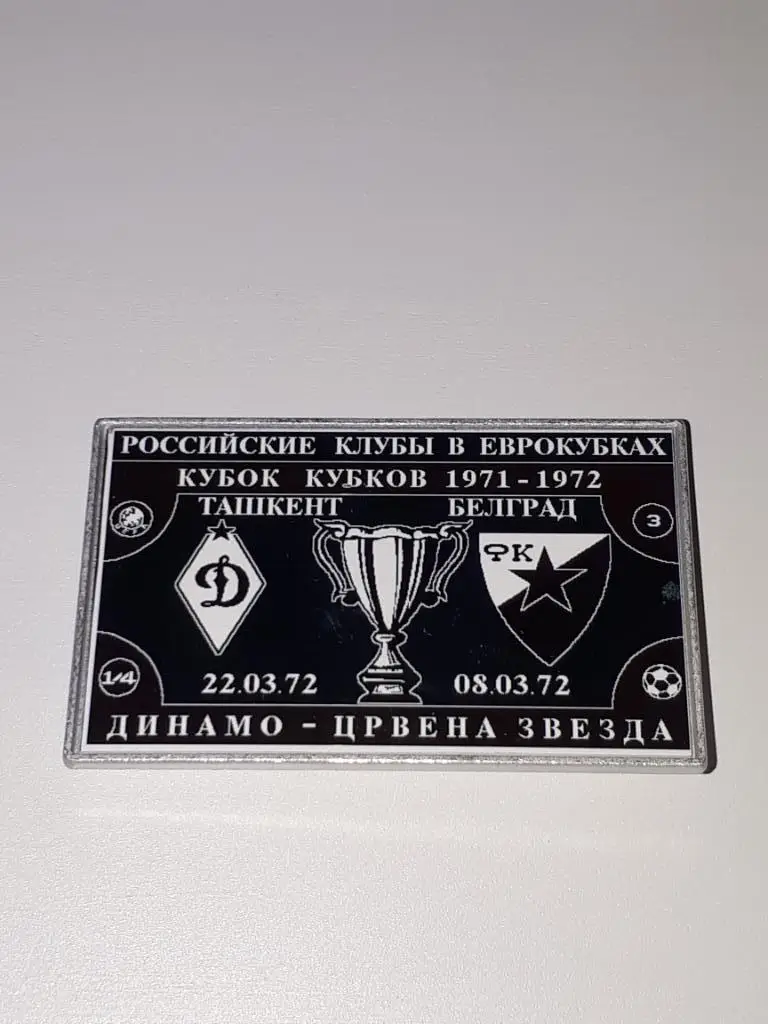 РОССИЙСКИЕ КЛУБЫ В ЕВРОКУБКАХ
КУБОК КУБКОВ 1971-1972
ТАШКЕНТ БЕЛГРАД
3
Д
ФК
1/4
22.03.72 08.03.72
ДИНАМО - ЦРВЕНА ЗВЕЗДА